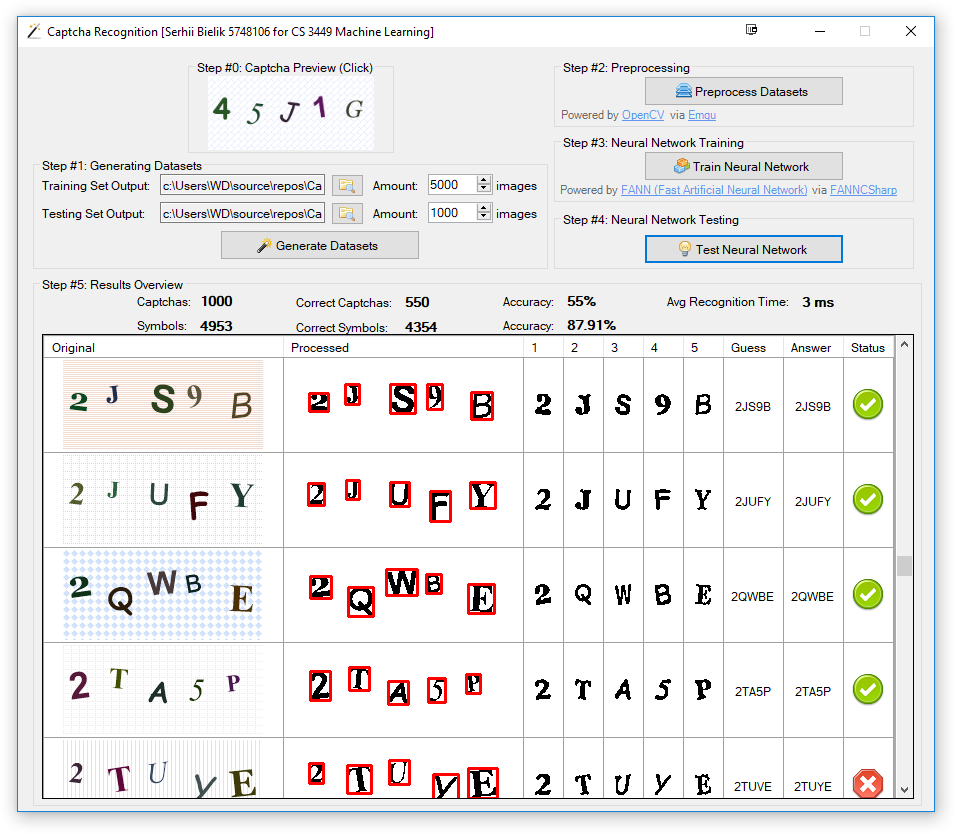 Captcha Recognition [Serhii Bielik 5748106 for CS 3449 Machine Learning]
Step #0: Captcha Preview (Click)
4 5 J 1 G
Step #1: Generating Datasets
Training Set Output: c:\Users\WD\source\repos\Ca Amount: 5000 images
Testing Set Output: c:\Users\WD\source\repos\Ca Amount: 1000 images
Generate Datasets
Step #2: Preprocessing
Preprocess Datasets
Powered by OpenCV via Emgu
Step #3: Neural Network Training
Train Neural Network
Powered by FANN (Fast Artificial Neural Network) via FANNCSharp
Step #4: Neural Network Testing
Test Neural Network
Step #5: Results Overview
Captchas: 1000 Correct Captchas: 550 Accuracy: 55% Avg Recognition Time: 3 ms
Symbols: 4953 Correct Symbols: 4354 Accuracy: 87.91%
Original Processed 1 2 3 4 5 Guess Answer Status
2 J S 9 B 2 J S 9 B 2 J S 9 B 2JS9B 2JS9B
2 J U F Y 2 J U F Y 2 J U F Y 2JUFY 2JUFY
2 Q W B E 2 Q W B E 2 Q W B E 2QWBE 2QWBE
2 T A 5 P 2 T A 5 P 2 T A 5 P 2TA5P 2TA5P
2 T U Y E 2 T U Y E 2 T U Y E 2TUVE 2TUYE